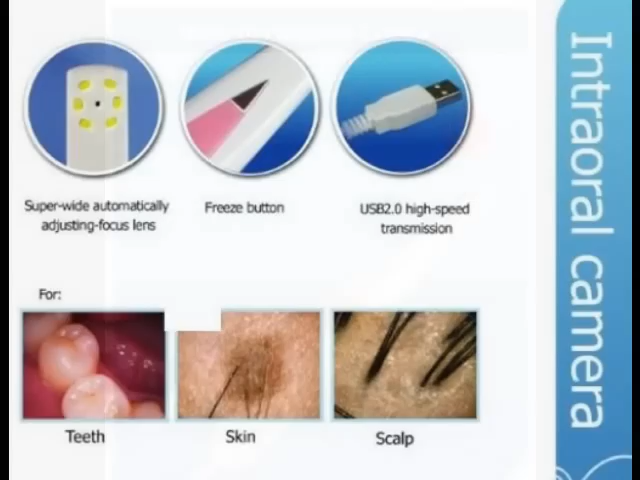 Intraoral camera
Super-wide automatically
adjusting-focus lens
Freeze button
USB2.0 high-speed
transmission
For:
Teeth
Skin
Scalp